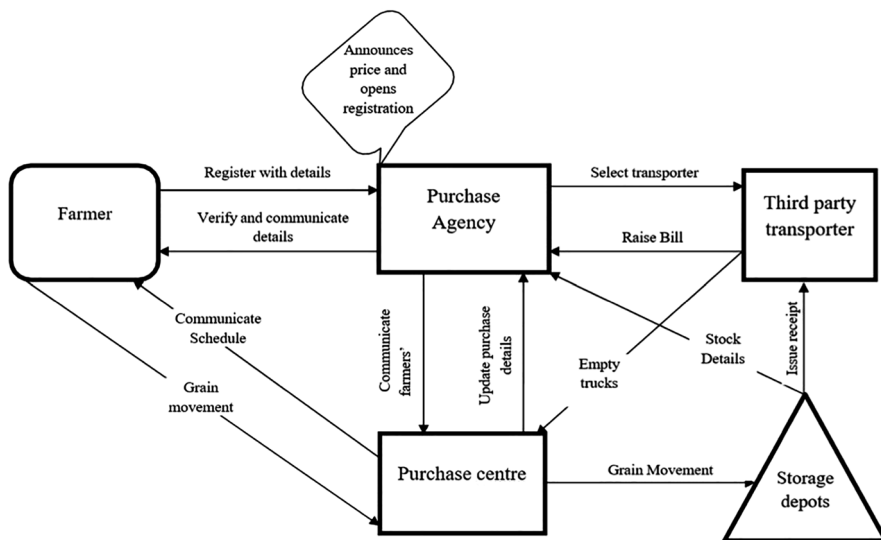 Announces
price and
opens
registration
Register with details
Select transporter
Farmer
Purchase
Agency
Third party
transporter
Verify and communicate
details
Raise Bill
Communicate
Schedule
Communicate
farmers’
Update purchase
details
Empty
trucks
Stock
Details
Issue receipt
Grain
movement
Purchase centre
Grain Movement
Storage
depots